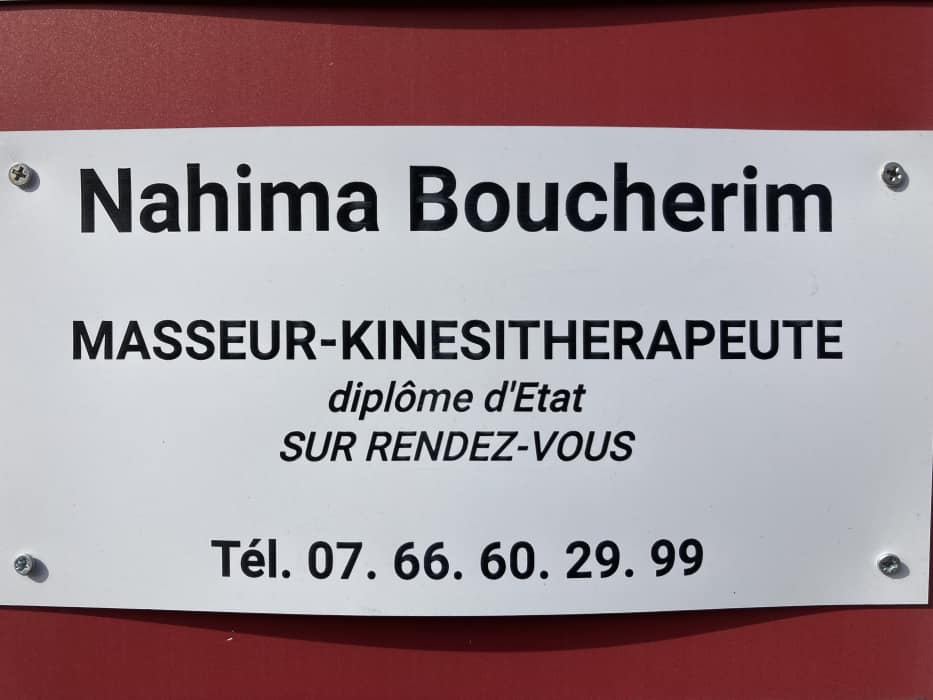 Nahima Boucherim
MASSEUR-KINESITHERAPEUTE
diplôme d'Etat
SUR RENDEZ-VOUS
Tél. 07. 66. 60. 29. 99